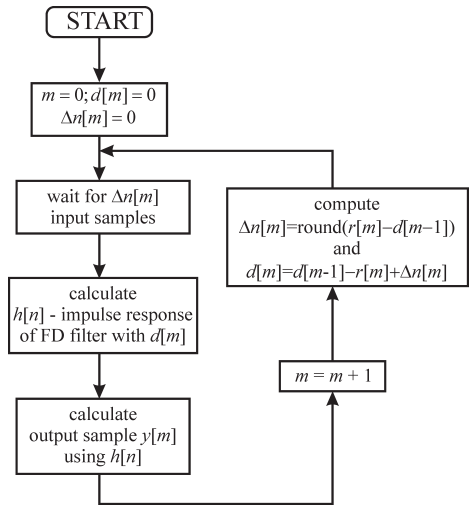 START
m = 0; d[m] = 0
Δn[m] = 0
wait for Δn[m]
input samples
calculate
h[n] - impulse response
of FD filter with d[m]
calculate
output sample y[m]
using h[n]
m = m + 1
compute
Δn[m]=round(r[m]−d[m−1])
and
d[m]=d[m-1]−r[m]+Δn[m]